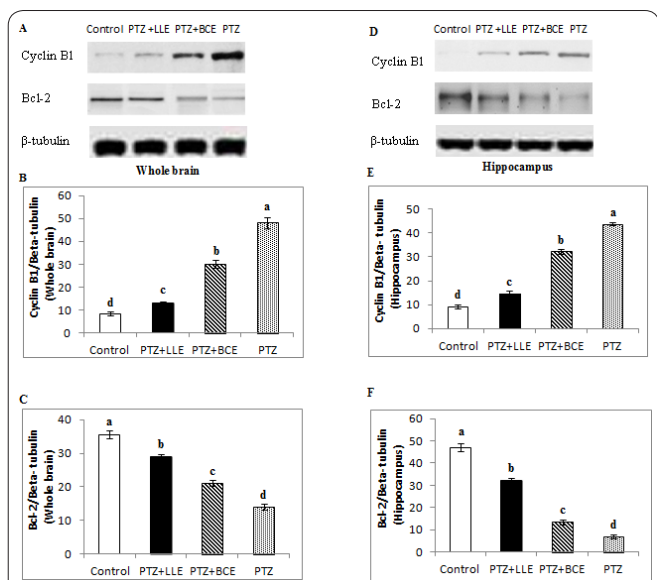 A
Control PTZ +LLE PTZ+BCE PTZ
Cyclin B1
Bcl-2
β-tubulin
Whole brain
B
Cyclin B1/Beta-tubulin
(Whole brain)
60
50
40
30
20
10
0
d
c
b
a
Control PTZ+LLE PTZ+BCE PTZ
C
Bcl-2/Beta- tubulin
(Whole brain)
40
30
20
10
0
a
b
c
d
Control PTZ+LLE PTZ+BCE PTZ
D
Control PTZ+LLE PTZ+BCE PTZ
Cyclin B1
Bcl-2
β-tubulin
Hippocampus
E
Cyclin B1/Beta- tubulin
(Hippocampus)
50
40
30
20
10
0
d
c
b
a
Control PTZ+LLE PTZ+BCE PTZ
F
Bcl-2/Beta- tubulin
(Hippocampus)
60
50
40
30
20
10
0
a
b
c
d
Control PTZ+LLE PTZ+BCE PTZ